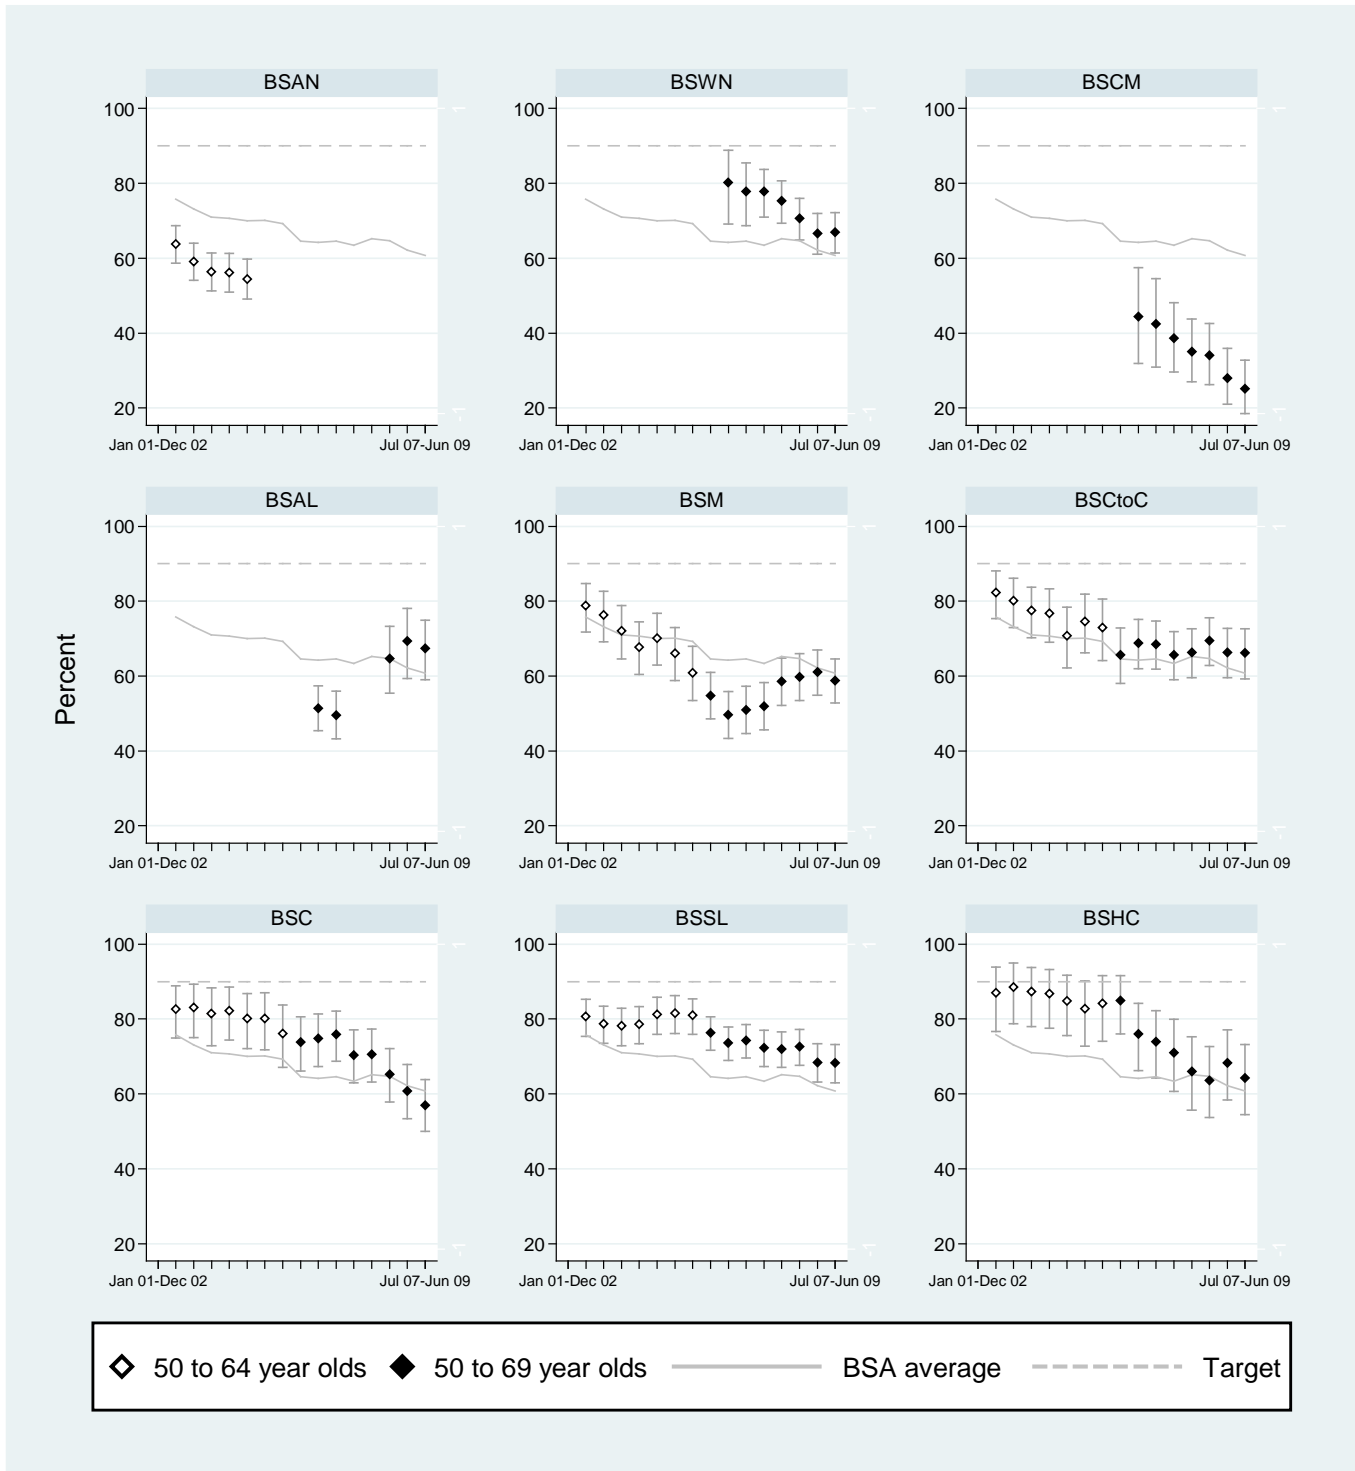 BSAN BSWN BSCM
100 100 100
80 80 80
60 60 60
40 40 40
20 20 20
Jan 01-Dec 02 Jul 07-Jun 09 Jan 01-Dec 02 Jul 07-Jun 09 Jan 01-Dec 02 Jul 07-Jun 09
BSAL BSM BSCtoC
100 100 100
80 80 80
60 60 60
Percent
40 40 40
20 20 20
Jan 01-Dec 02 Jul 07-Jun 09 Jan 01-Dec 02 Jul 07-Jun 09 Jan 01-Dec 02 Jul 07-Jun 09
BSC BSSL BSHC
100 100 100
80 80 80
60 60 60
40 40 40
20 20 20
Jan 01-Dec 02 Jul 07-Jun 09 Jan 01-Dec 02 Jul 07-Jun 09 Jan 01-Dec 02 Jul 07-Jun 09
50 to 64 year olds 50 to 69 year olds BSA average Target